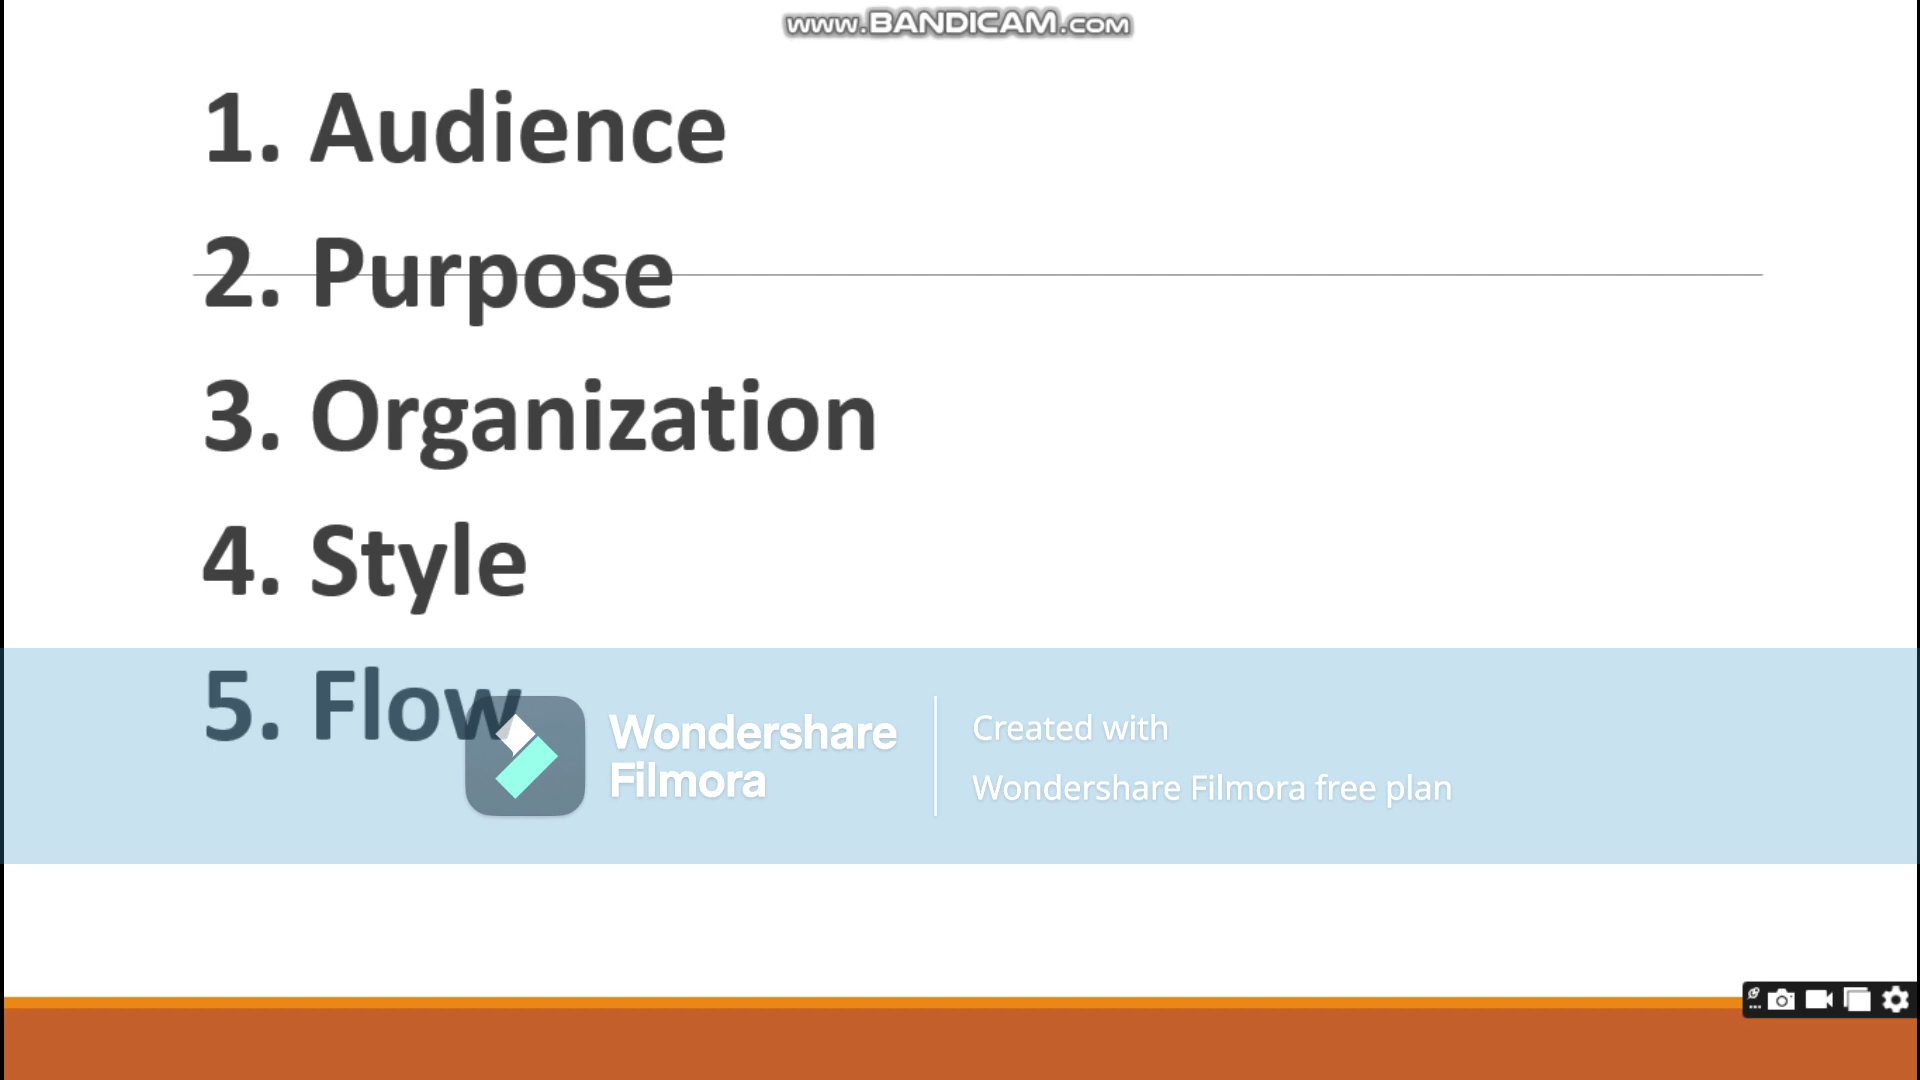 www.BANDICAM.com
1. Audience
2. Purpose
3. Organization
4. Style
5. Flow
Wondershare
Filmora
Created with
Wondershare Filmora free plan